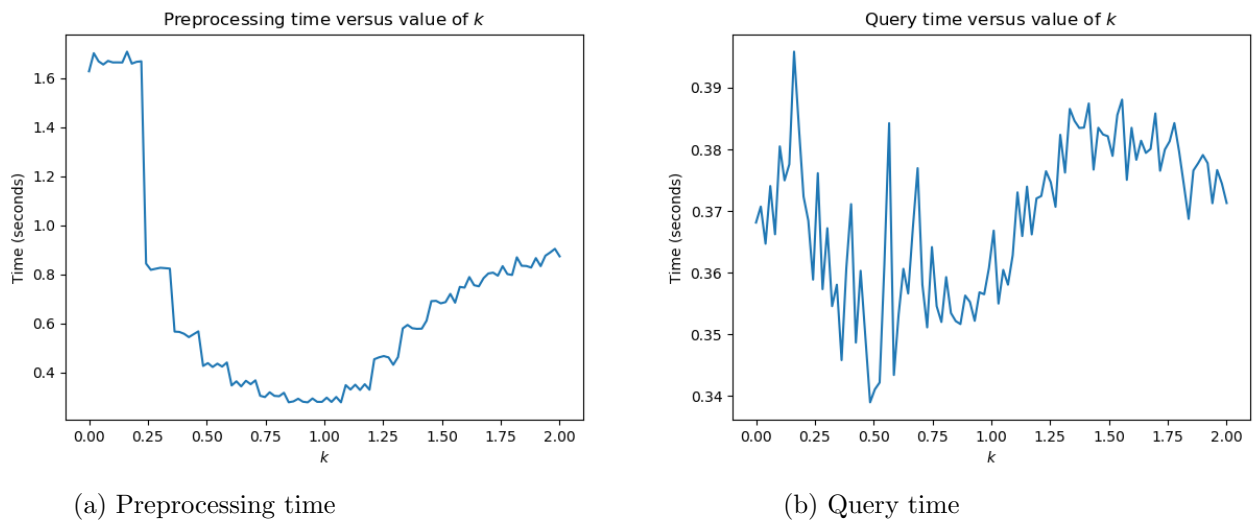 Preprocessing time versus value of k
1.6
1.4
1.2
1.0
0.8
0.6
0.4
Time (seconds)
0.00 0.25 0.50 0.75 1.00 1.25 1.50 1.75 2.00
k
(a) Preprocessing time
Query time versus value of k
0.39
0.38
0.37
0.36
0.35
0.34
Time (seconds)
0.00 0.25 0.50 0.75 1.00 1.25 1.50 1.75 2.00
k
(b) Query time